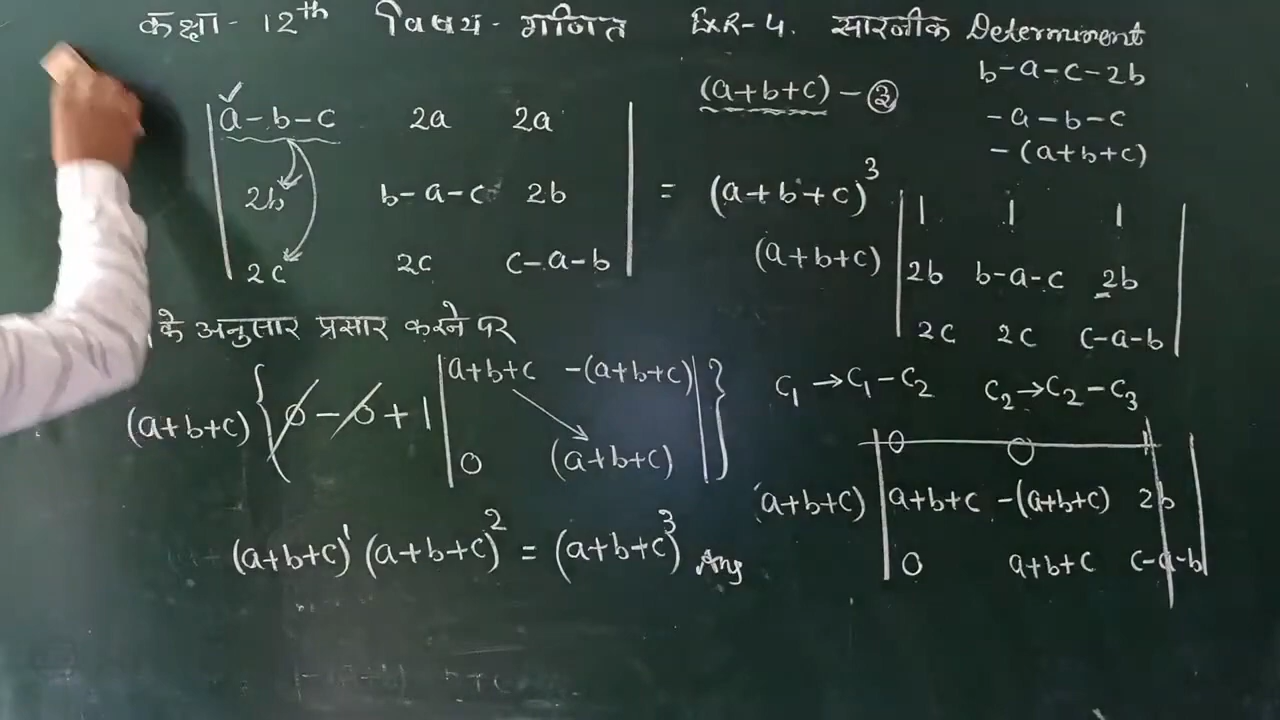 कक्षा- 12th विषय- गणित ExR-4. सारनीक Determinent
a-b-c 2a 2a
2b b-a-c 2b
2c 2c c-a-b
= (a+b+c)³
(a+b+c) - ③
b-a-c-2b
-a-b-c
-(a+b+c)
(a+b+c)
1 1 1
2b b-a-c 2b
2c 2c c-a-b
C₁→C₁-C₂ C₂→C₂-C₃
(a+b+c)
0 0 1
a+b+c -(a+b+c) 2b
0 a+b+c c-a-b
के अनुसार प्रसार करने पर
(a+b+c) { 0 - 0 + 1 | a+b+c -(a+b+c) | }
0 (a+b+c)
(a+b+c)¹ (a+b+c)² = (a+b+c)³ Ans